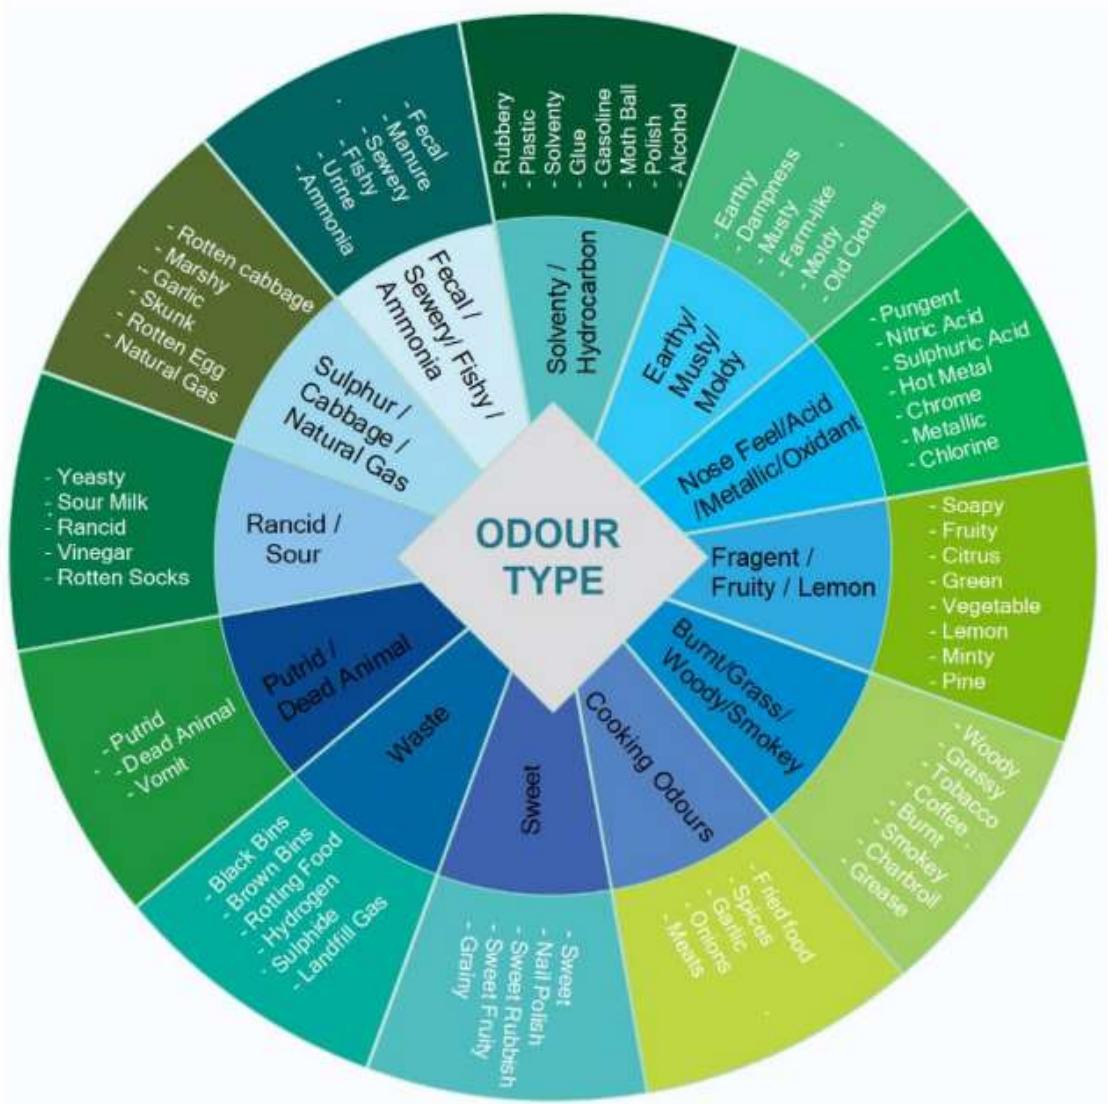 ODOUR
TYPE
Solventy /
Hydrocarbon
- Rubbery
- Plastic
- Solventy
- Glue
- Gasoline
- Moth Ball
- Polish
- Alcohol
Earthy/
Musty/
Moldy
- Earthy
- Dampness
- Musty
- Farm-like
- Moldy
- Old Cloths
Nose Feel/Acid
/Metallic/Oxidant
- Pungent
- Nitric Acid
- Sulphuric Acid
- Hot Metal
- Chrome
- Metallic
- Chlorine
Fragent /
Fruity / Lemon
- Soapy
- Fruity
- Citrus
- Green
- Vegetable
- Lemon
- Minty
- Pine
Burnt/Grass/
Woody/Smokey
- Woody
- Grassy
- Tobacco
- Coffee
- Burnt
- Smokey
- Charbroil
- Grease
Cooking Odours
- Fried food
- Spices
- Garlic
- Onions
- Meats
Sweet
- Sweet
- Nail Polish
- Sweet Rubbish
- Sweet Fruity
- Grainy
Waste
- Black Bins
- Brown Bins
- Rotting Food
- Hydrogen
- Sulphide
- Landfill Gas
Putrid /
Dead Animal
- Putrid
- Dead Animal
- Vomit
Rancid /
Sour
- Yeasty
- Sour Milk
- Rancid
- Vinegar
- Rotten Socks
Sulphur /
Cabbage /
Natural Gas
- Rotten cabbage
- Marshy
- Garlic
- Skunk
- Rotten Egg
- Natural Gas
Fecal /
Sewery/ Fishy /
Ammonia
- Fecal
- Manure
- Sewery
- Fishy
- Urine
- Ammonia